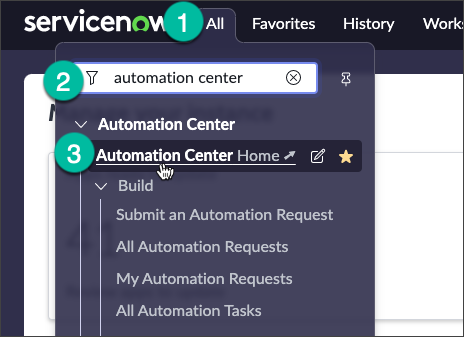 servicenow 1 All Favorites History Works
2 automation center
Automation Center
3 Automation Center Home
Build
Submit an Automation Request
All Automation Requests
My Automation Requests
All Automation Tasks